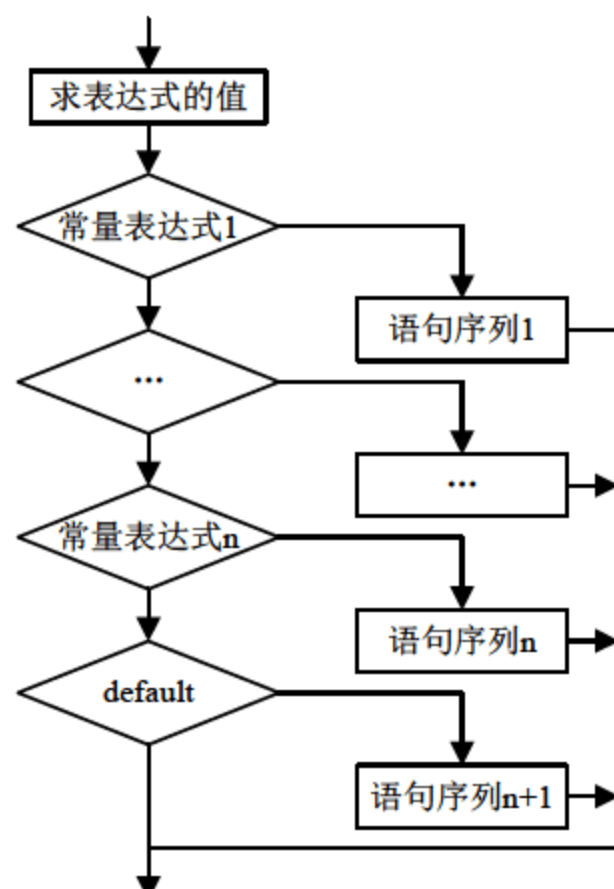 求表达式的值
常量表达式1
语句序列1
...
...
常量表达式n
语句序列n
default
语句序列n+1